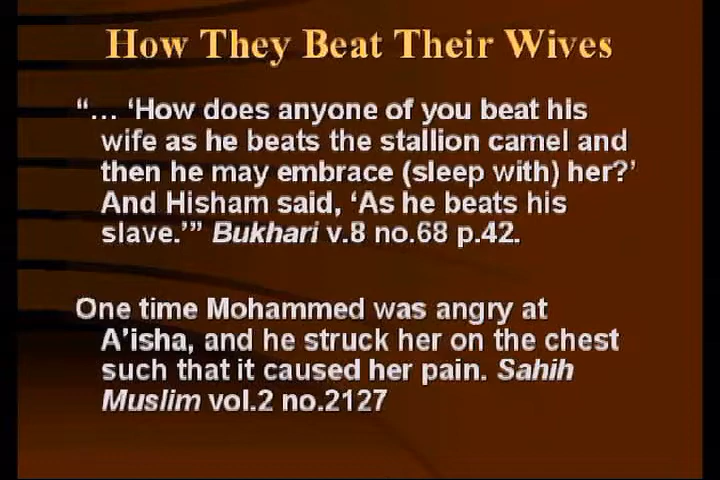 How They Beat Their Wives
“... ‘How does anyone of you beat his
wife as he beats the stallion camel and
then he may embrace (sleep with) her?’
And Hisham said, ‘As he beats his
slave.’” Bukhari v.8 no.68 p.42.
One time Mohammed was angry at
A’isha, and he struck her on the chest
such that it caused her pain. Sahih
Muslim vol.2 no.2127